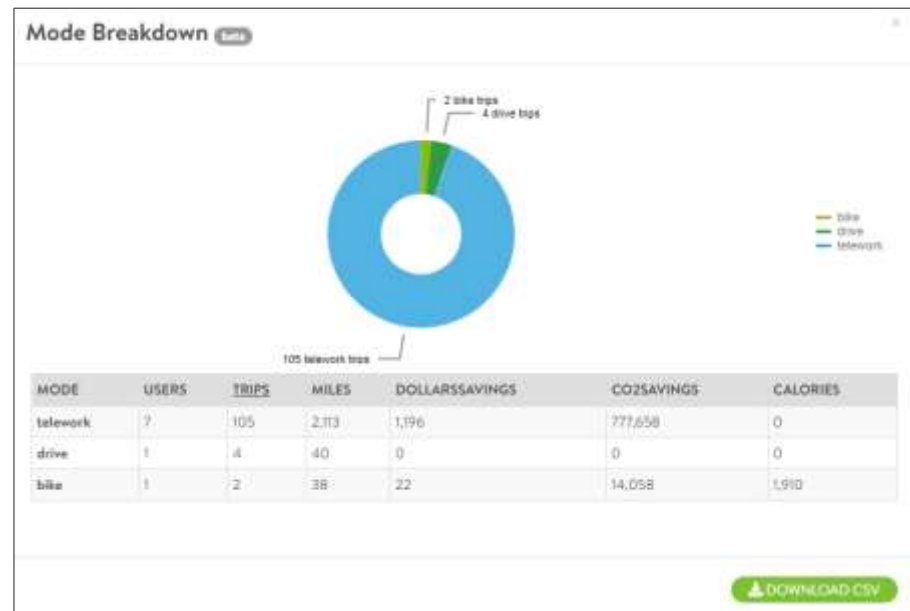 Mode Breakdown beta
×
2 bike trips
4 drive trips
bike
drive
telework
105 telework trips
MODE USERS TRIPS MILES DOLLARSSAVINGS CO2SAVINGS CALORIES
telework 7 105 2,113 1,196 777,658 0
drive 1 4 40 0 0 0
bike 1 2 38 22 14,058 1,910
DOWNLOAD CSV